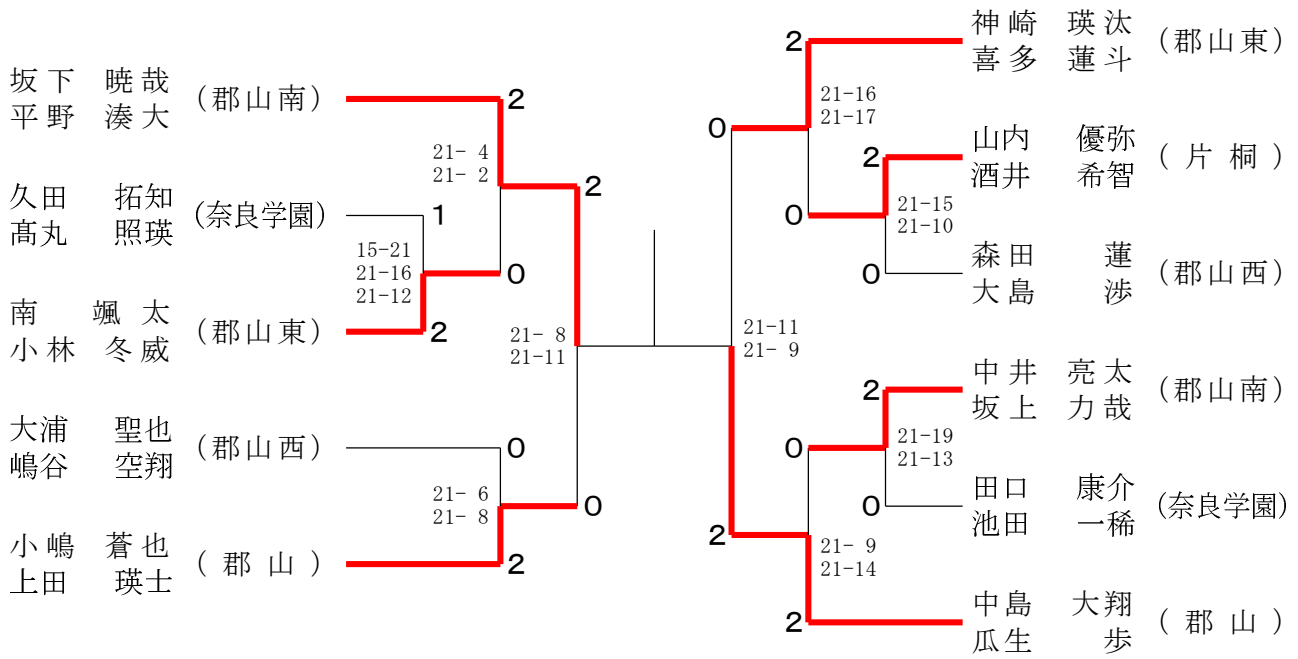 坂下 暁哉
平野 湊大
(郡山南)
2
21- 4
21- 2
2
久田 拓知
髙丸 照瑛
(奈良学園)
1
15-21
21-16
21-12
0
南 颯太
小林 冬威
(郡山東)
2
21- 8
21-11
大浦 聖也
嶋谷 空翔
(郡山西)
0
21- 6
21- 8
0
小嶋 蒼也
上田 瑛士
(郡山)
2
2
神崎 瑛汰
喜多 蓮斗
(郡山東)
21-16
21-17
0
2
山内 優弥
酒井 希智
(片桐)
0
21-15
21-10
0
森田 蓮
大島 渉
(郡山西)
21-11
21- 9
2
中井 亮太
坂上 力哉
(郡山南)
0
21-19
21-13
0
田口 康介
池田 一稀
(奈良学園)
2
21- 9
21-14
2
中島 大翔
瓜生 歩
(郡山)